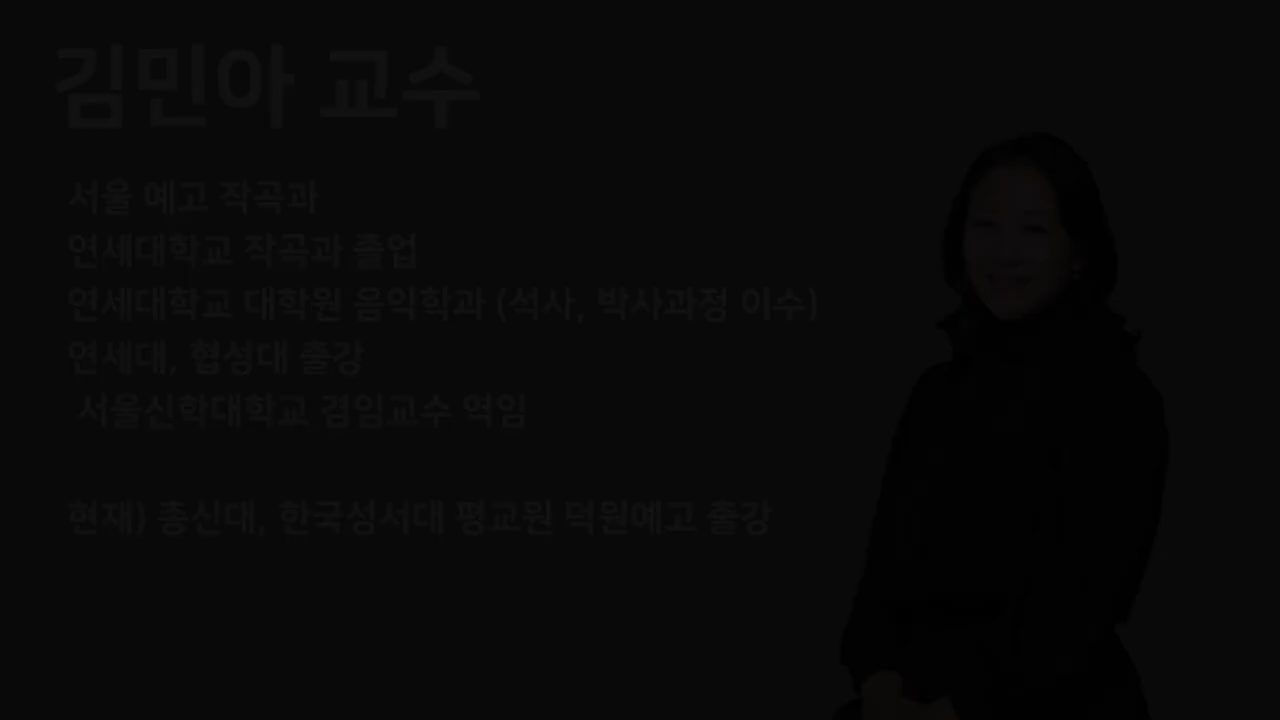 김민아 교수
서울 예고 작곡과
연세대학교 작곡과 졸업
연세대학교 대학원 음악학과 (석사, 박사과정 이수)
연세대, 협성대 출강
서울신학대학교 겸임교수 역임
현재) 총신대, 한국성서대 평교원 덕원예고 출강